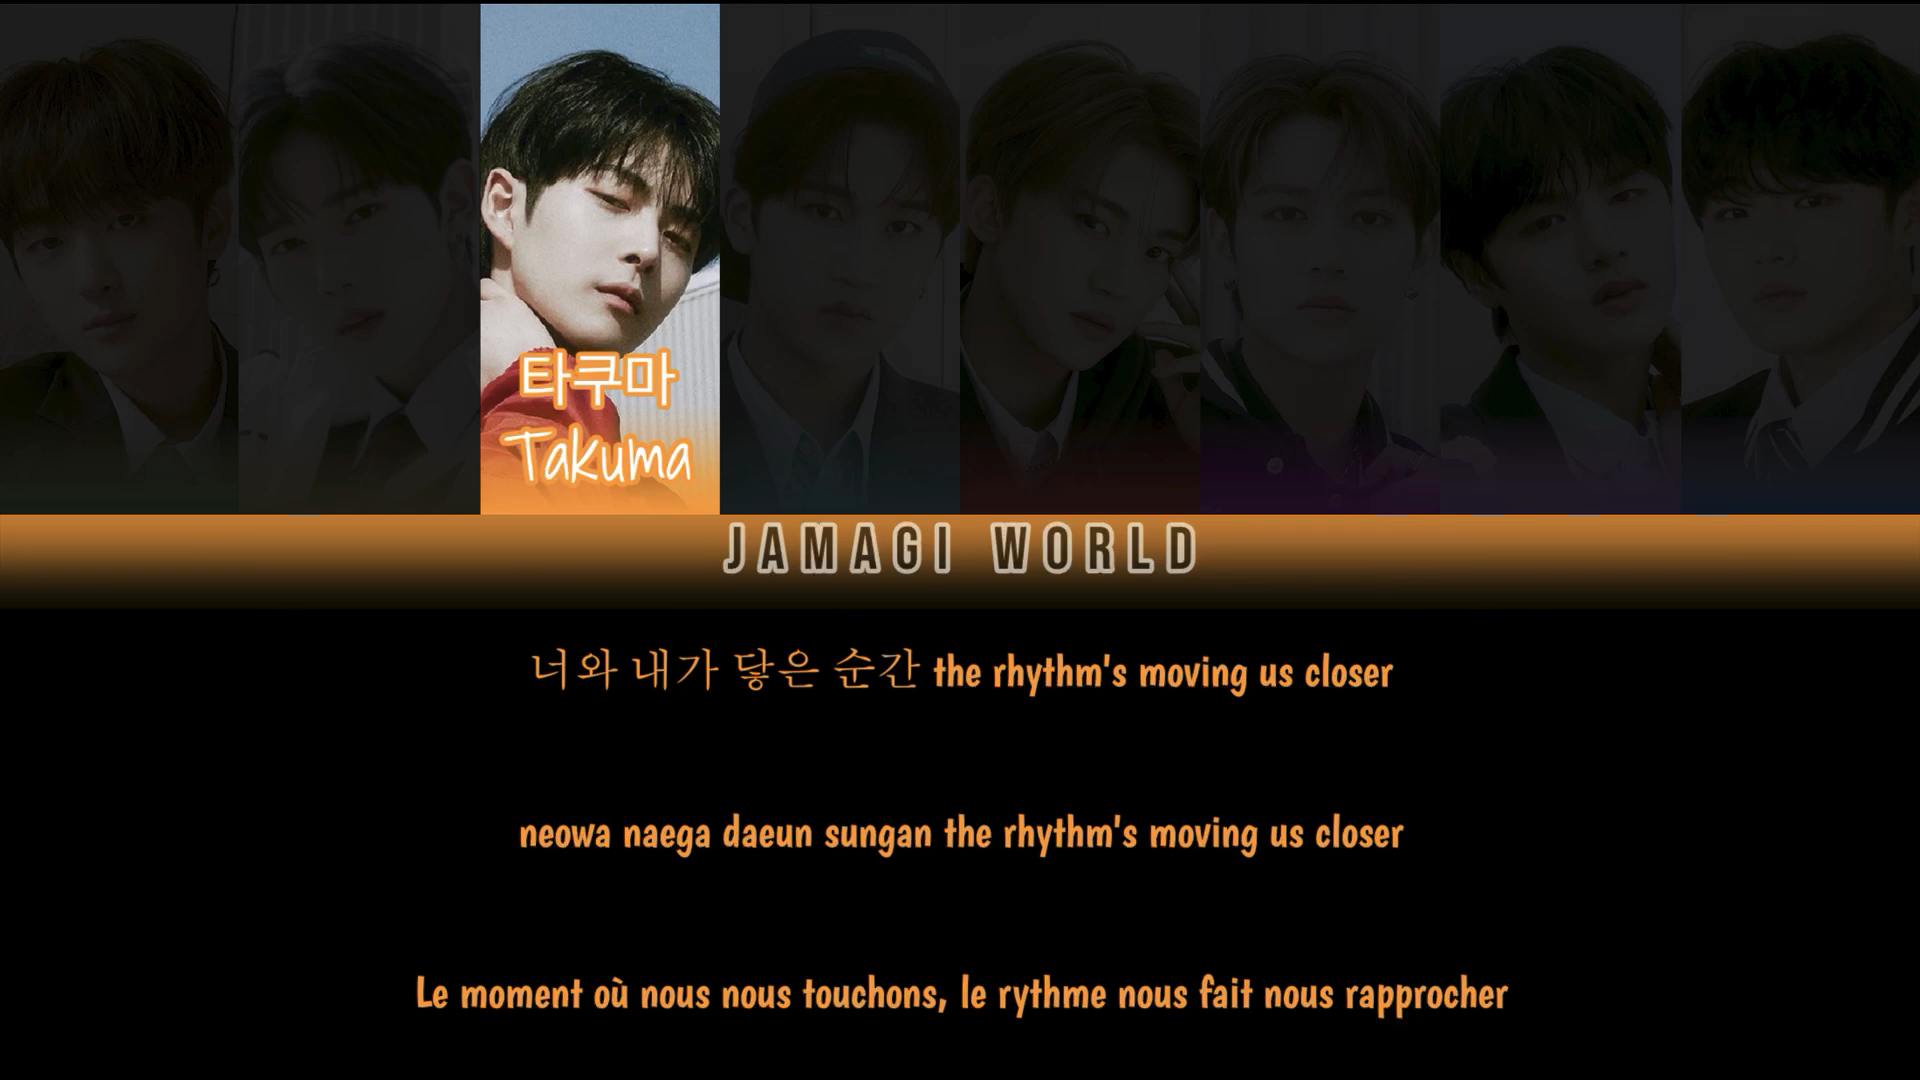 타쿠마
Takuma
JAMAGI WORLD
너와 내가 닿은 순간 the rhythm's moving us closer
neowa naega daeun sungan the rhythm's moving us closer
Le moment où nous nous touchons, le rythme nous fait nous rapprocher